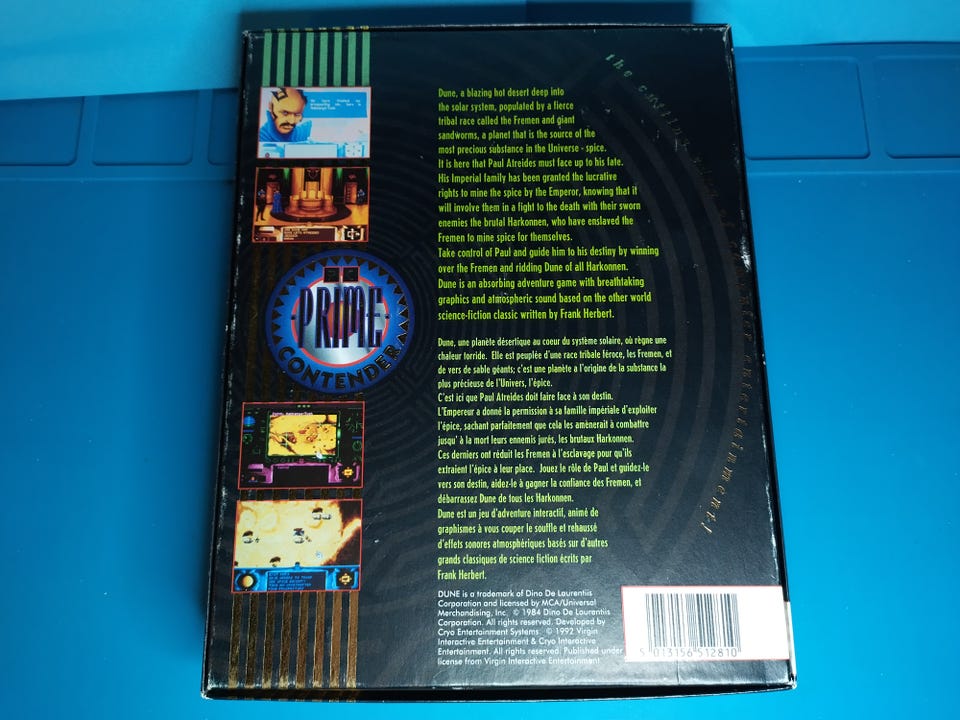 the cutting edge of computer entertainment!
Dune, a blazing hot desert deep into
the solar system, populated by a fierce
tribal race called the Fremen and giant
sandworms, a planet that is the source of the
most precious substance in the Universe - spice.
It is here that Paul Atreides must face up to his fate.
His Imperial family has been granted the lucrative
rights to mine the spice by the Emperor, knowing that it
will involve them in a fight to the death with their sworn
enemies the brutal Harkonnen, who have enslaved the
Fremen to mine spice for themselves.
Take control of Paul and guide him to his destiny by winning
over the Fremen and ridding Dune of all Harkonnen.
Dune is an absorbing adventure game with breathtaking
graphics and atmospheric sound based on the other world
science-fiction classic written by Frank Herbert.
PRIME
CONTENDER
Dune, une planète désertique au coeur du système solaire, où règne une
chaleur torride. Elle est peuplée d'une race tribale féroce, les Fremen, et
de vers de sable géants; c'est une planète a l'origine de la substance la
plus précieuse de l'Univers, l'épice.
C'est ici que Paul Atreides doit faire face à son destin.
L'Empereur a donné la permission à sa famille impériale d'exploiter
l'épice, sachant parfaitement que cela les amènerait à combattre
jusqu' à la mort leurs ennemis jurés, les brutaux Harkonnen.
Ces derniers ont réduit les Fremen à l'esclavage pour qu'ils
extraient l'épice à leur place. Jouez le rôle de Paul et guidez-le
vers son destin, aidez-le à gagner la confiance des Fremen, et
débarrassez Dune de tous les Harkonnen.
Dune est un jeu d'adventure interactif, animé de
graphismes à vous couper le souffle et rehaussé
d'effets sonores atmosphériques basés sur d'autres
grands classiques de science fiction écrits par
Frank Herbert.
DUNE is a trademark of Dino De Laurentiis
Corporation and licensed by MCA/Universal
Merchandising, Inc. © 1984 Dino De Laurentiis
Corporation. All rights reserved. Developed by
Cryo Entertainment Systems. © 1992 Virgin
Interactive Entertainment & Cryo Interactive
Entertainment. All rights reserved. Published under
license from Virgin Interactive Entertainment
5 013156 512810